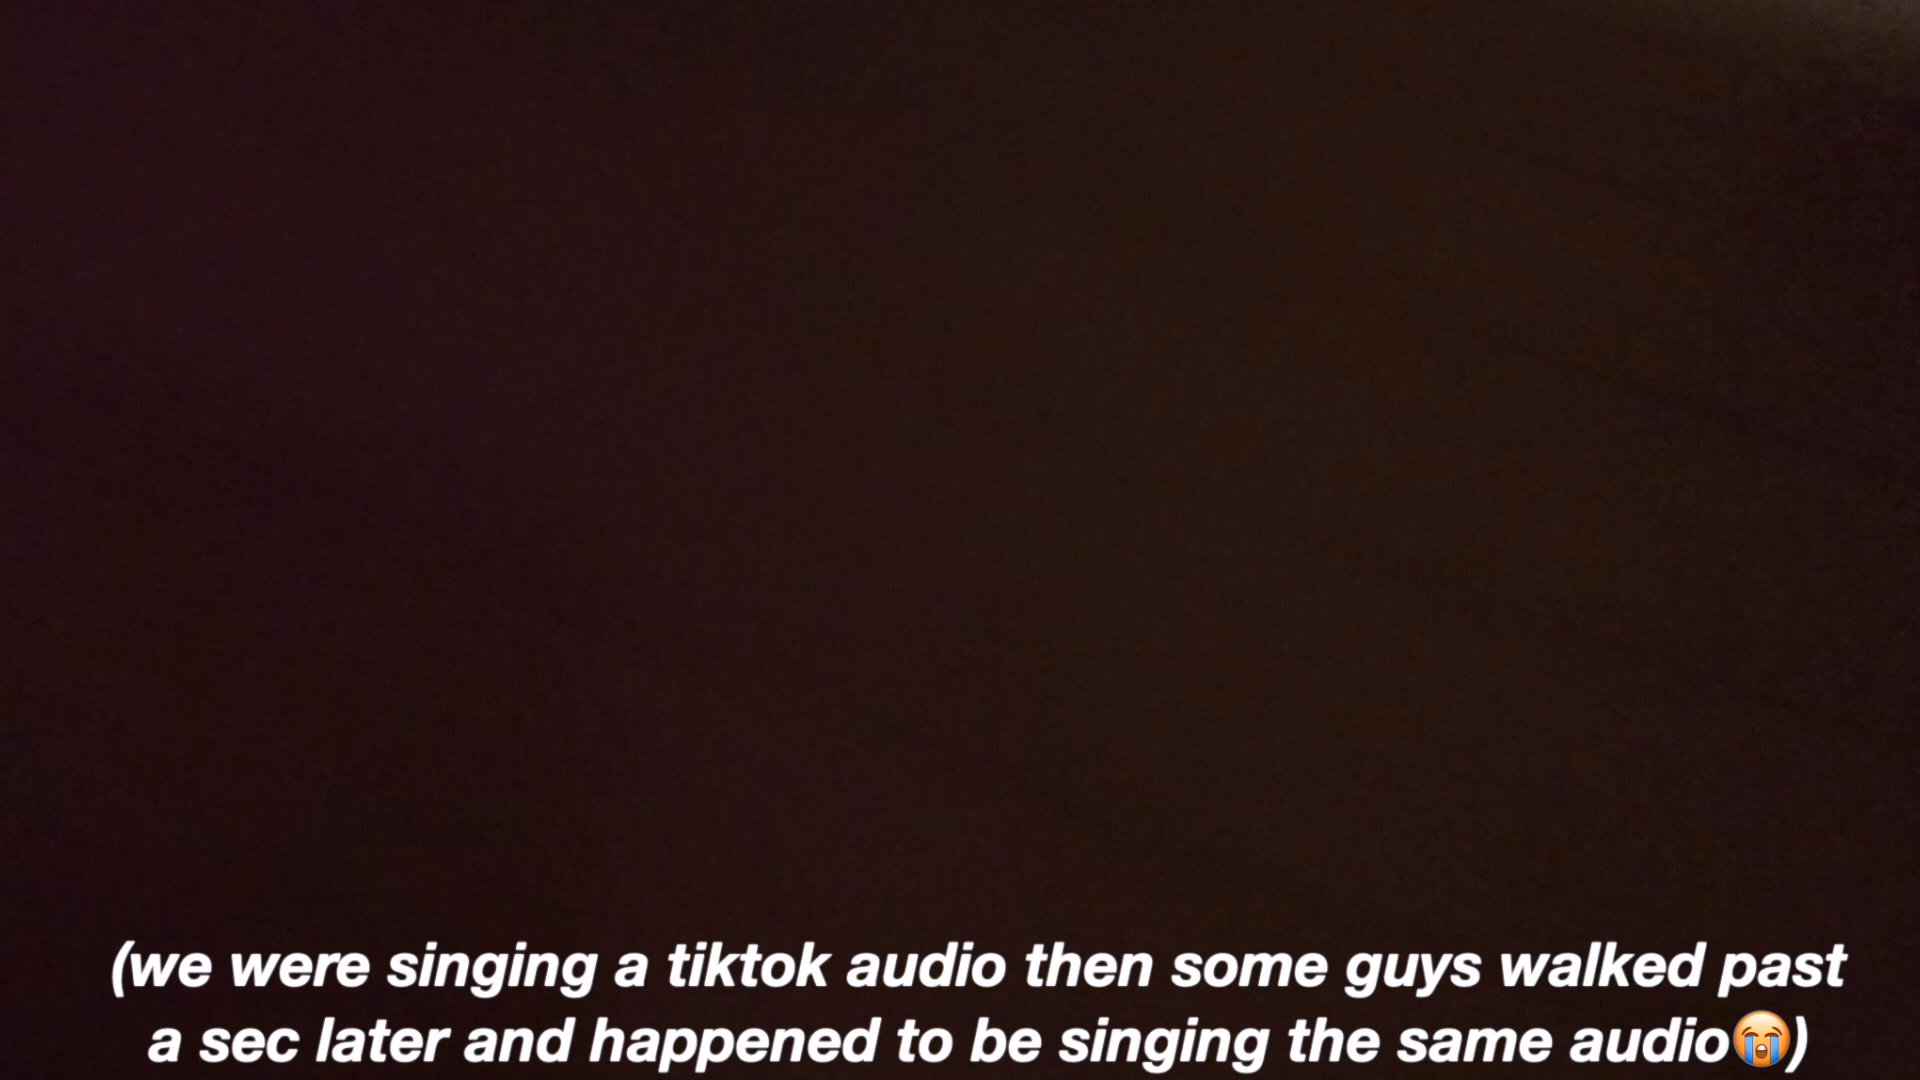 (we were singing a tiktok audio then some guys walked past
a sec later and happened to be singing the same audio😭)